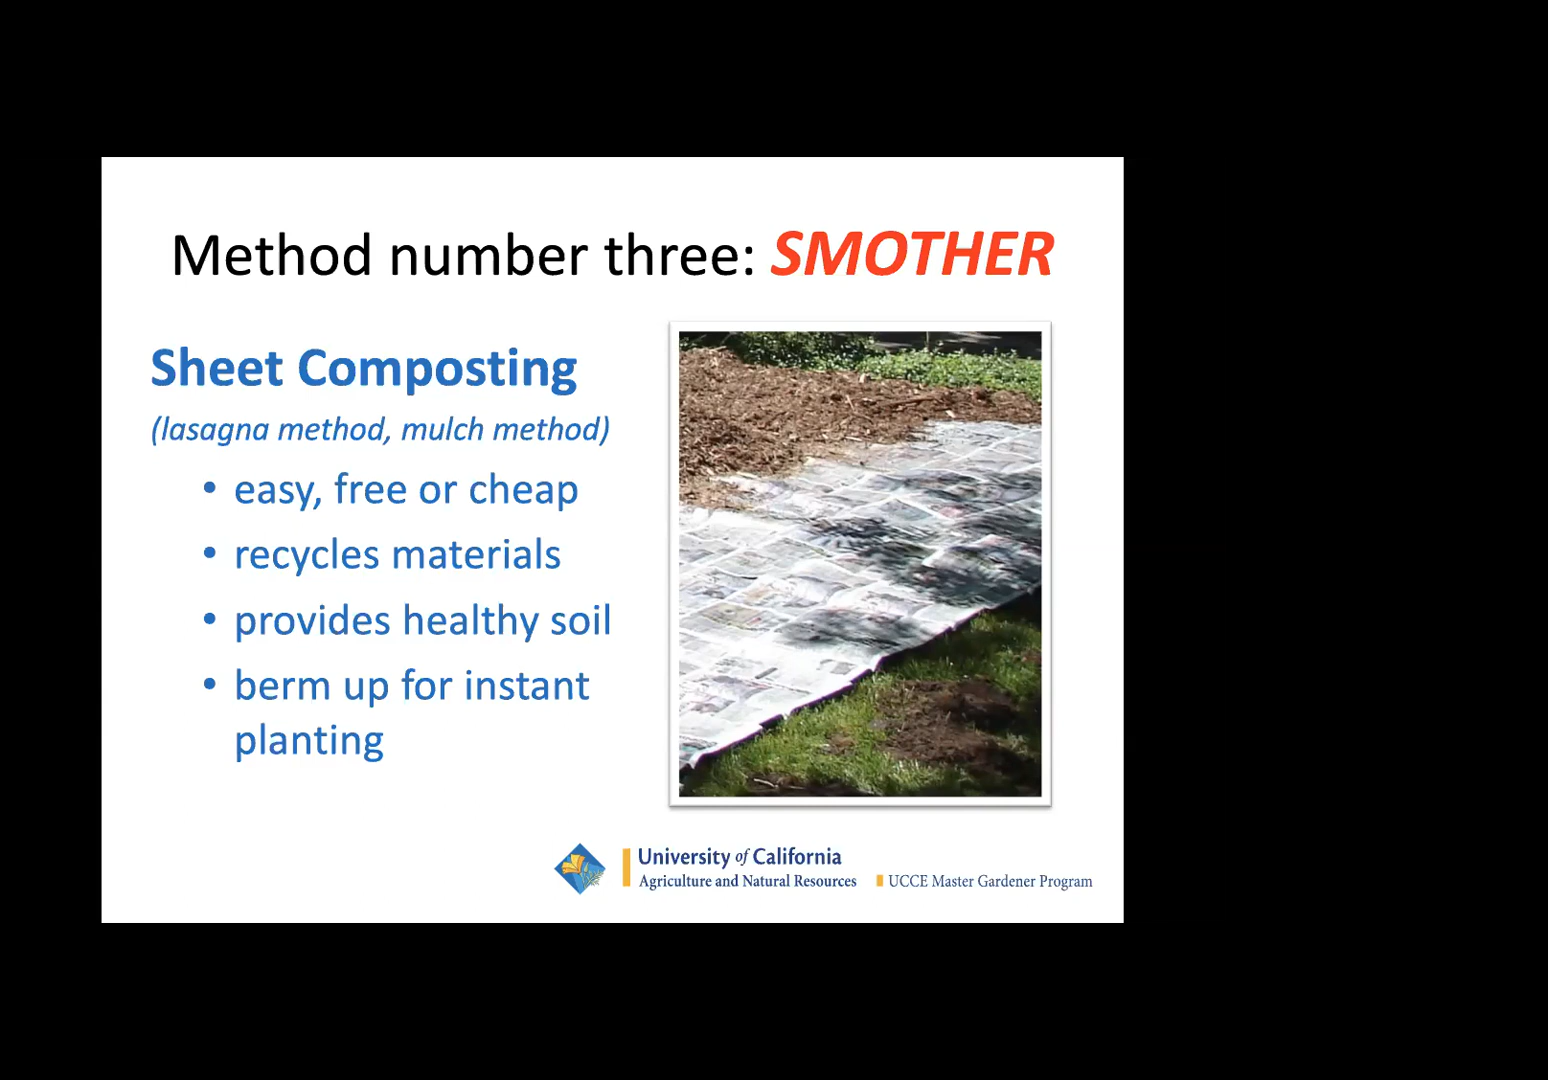 Method number three: SMOTHER
Sheet Composting
(lasagna method, mulch method)
• easy, free or cheap
• recycles materials
• provides healthy soil
• berm up for instant
planting
University of California
Agriculture and Natural Resources
UCCE Master Gardener Program